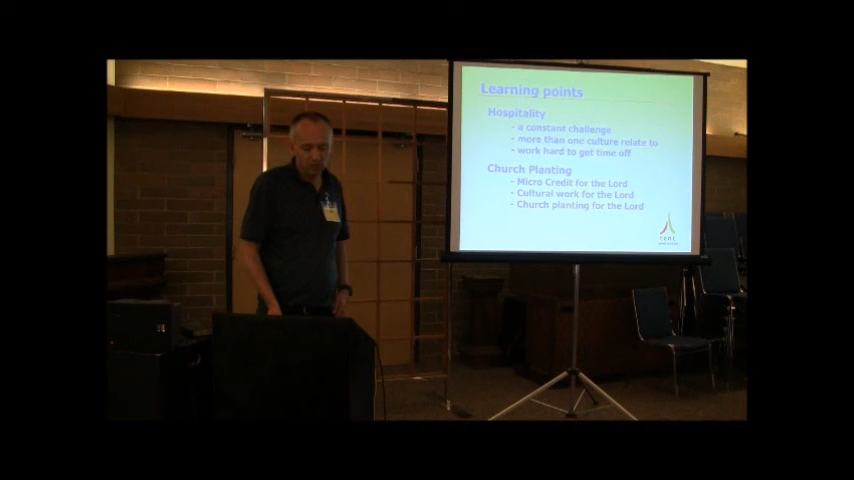 Learning points
Hospitality
- a constant challenge
- more than one culture relate to
- work hard to get time off
Church Planting
- Micro Credit for the Lord
- Cultural work for the Lord
- Church planting for the Lord
tent